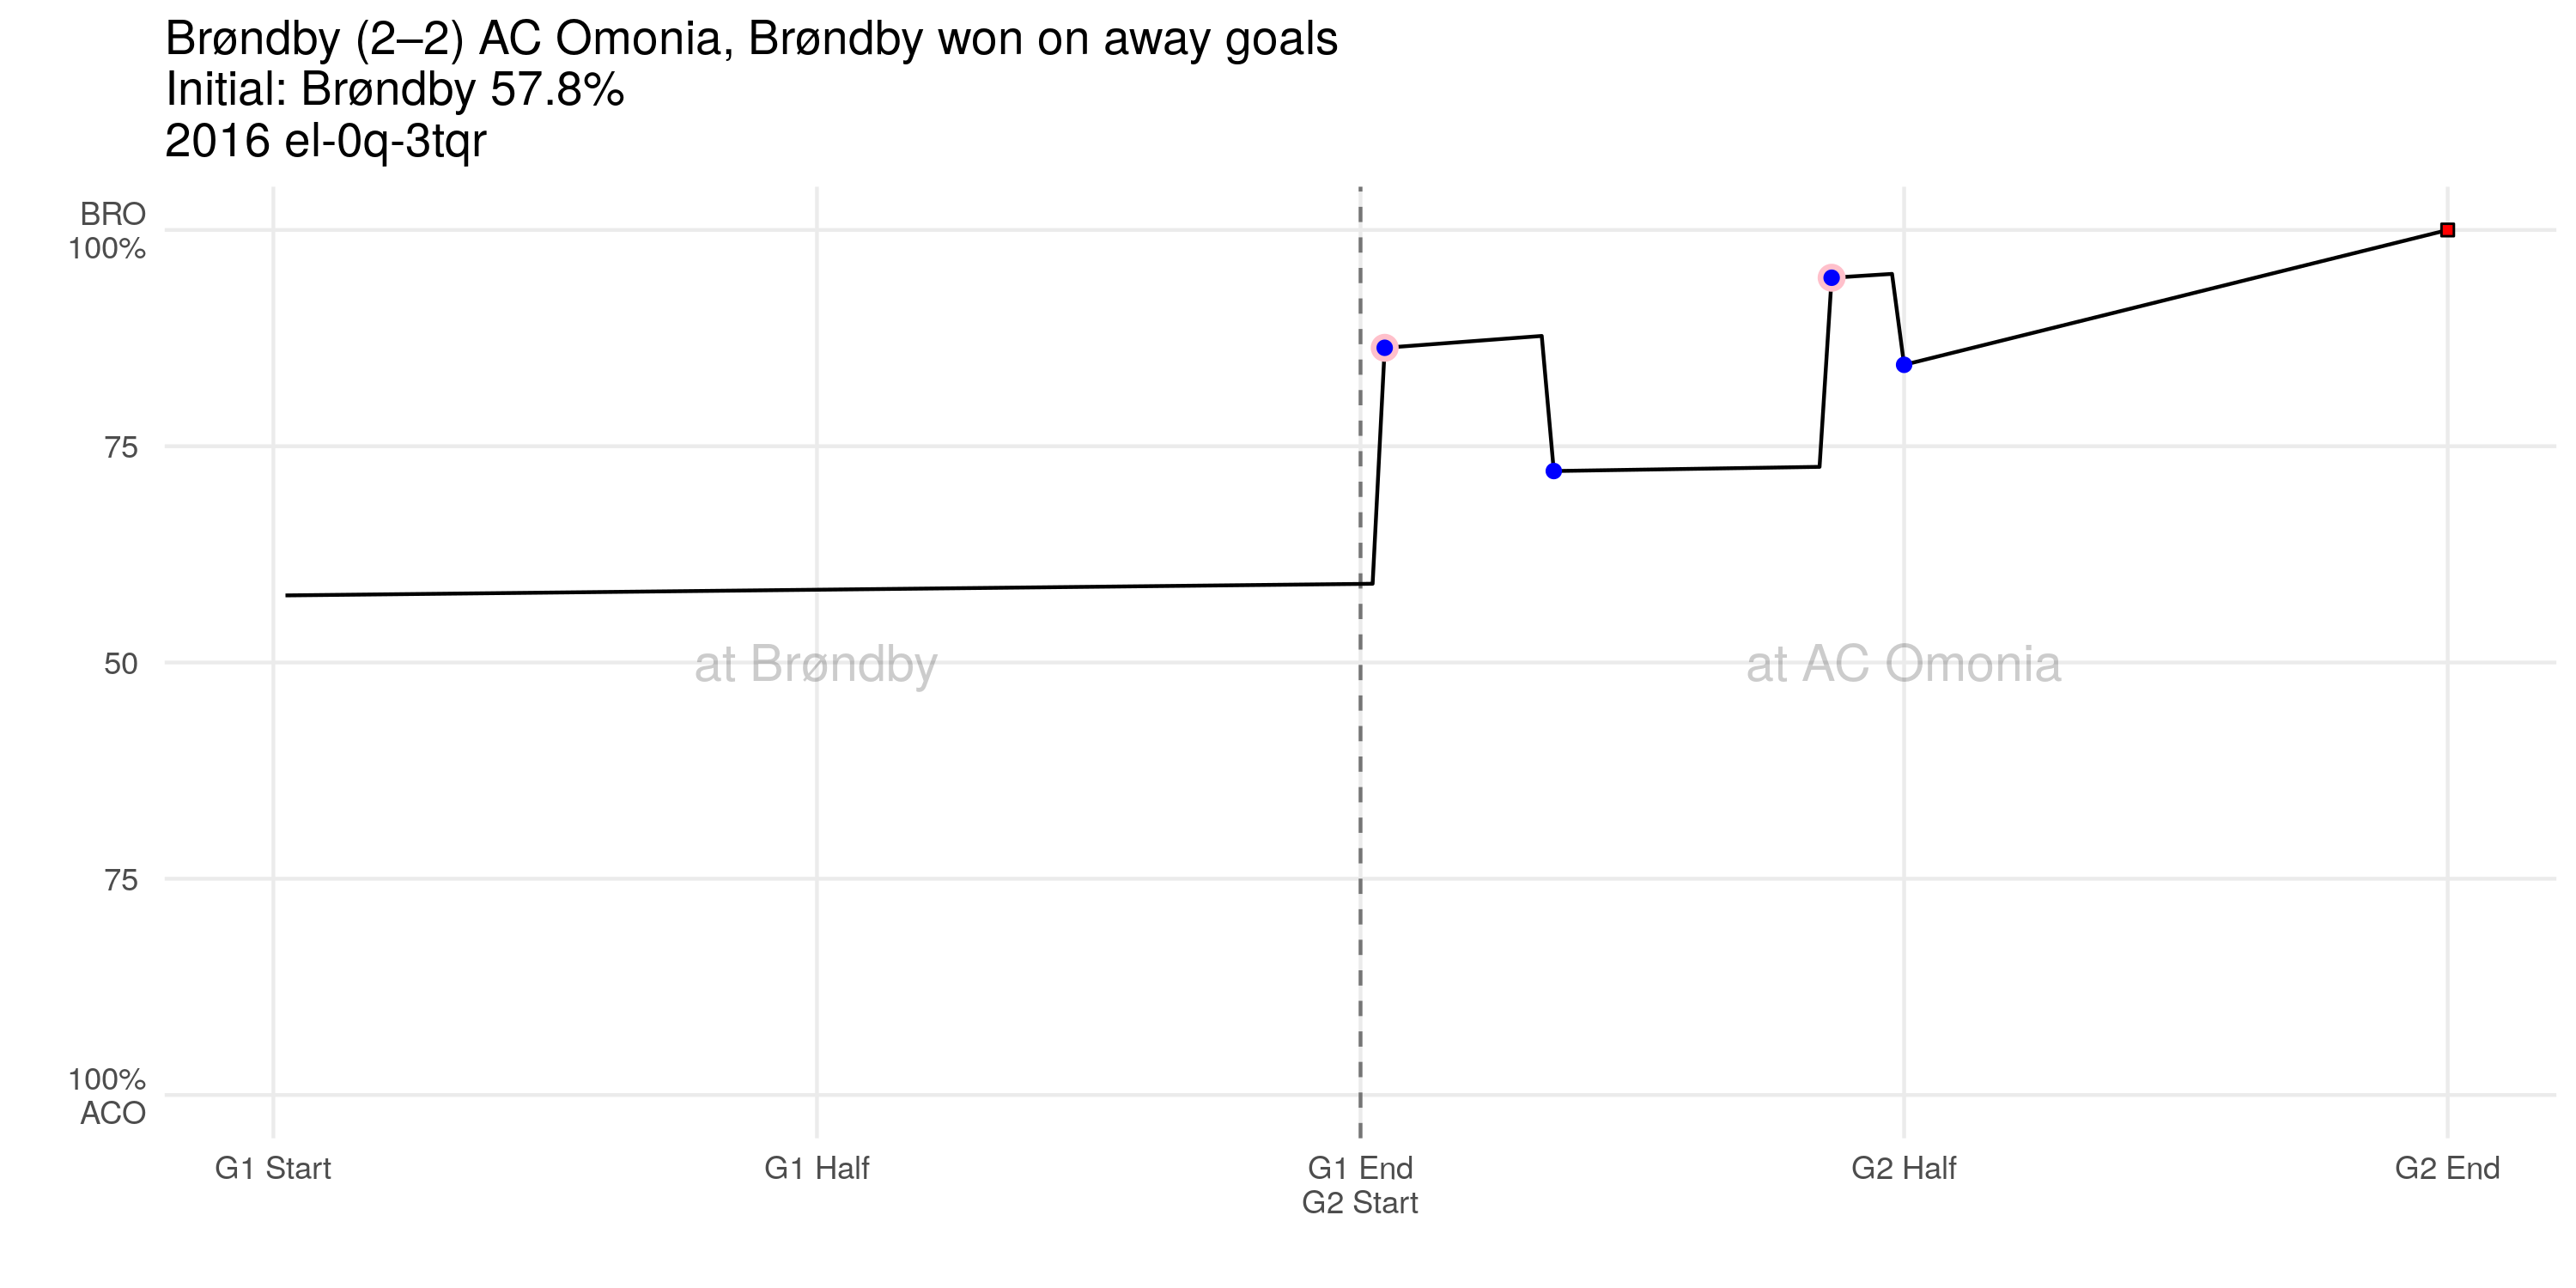 Brøndby (2–2) AC Omonia, Brøndby won on away goals
Initial: Brøndby 57.8%
2016 el-0q-3tqr
BRO
100%
75
50
75
100%
ACO
at Brøndby
at AC Omonia
G1 Start
G1 Half
G1 End
G2 Start
G2 Half
G2 End